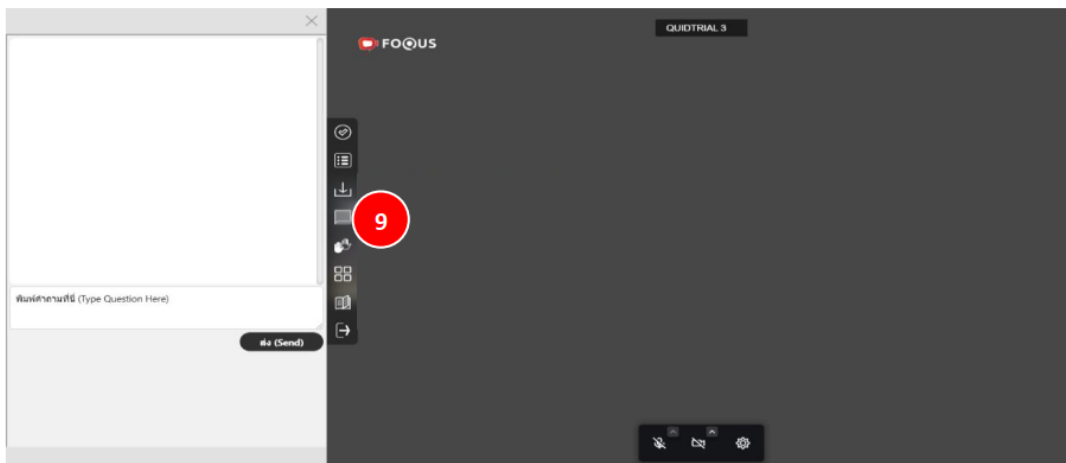 QUIDTRIAL 3
FOQUS
9
พิมพ์คำถามที่นี่ (Type Question Here)
ส่ง (Send)